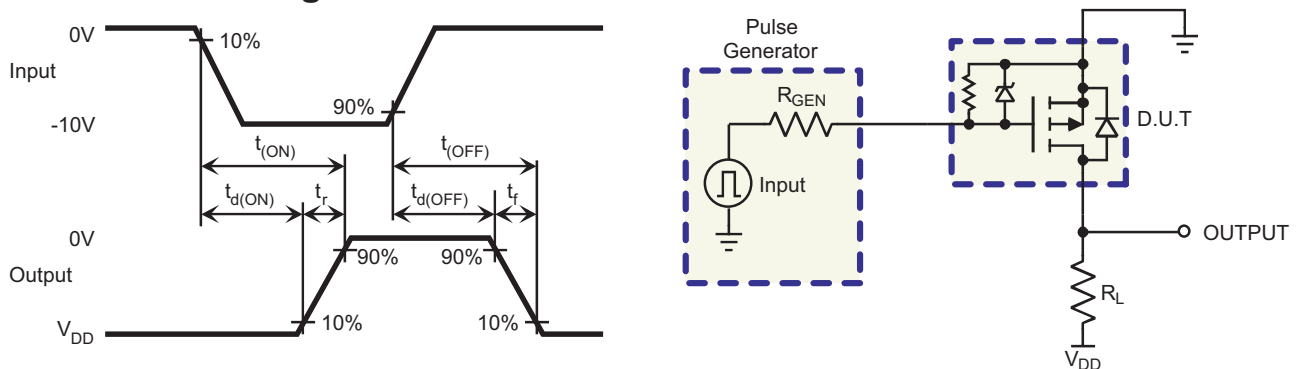 0V
10%
Input
90%
-10V
t(ON)
t(OFF)
td(ON)
tr
td(OFF)
tf
0V
90%
90%
Output
10%
10%
VDD
Pulse
Generator
RGEN
Input
D.U.T
OUTPUT
RL
VDD